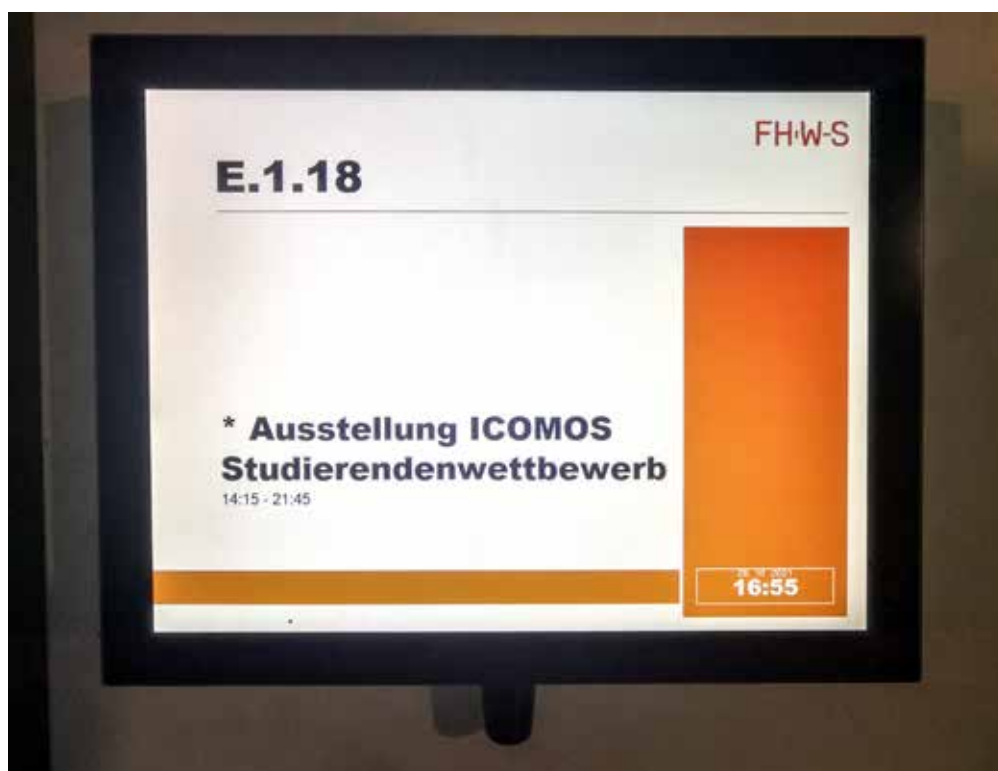 FH·W-S
E.1.18
* Ausstellung ICOMOS
Studierendenwettbewerb
14:15 - 21:45
16:55